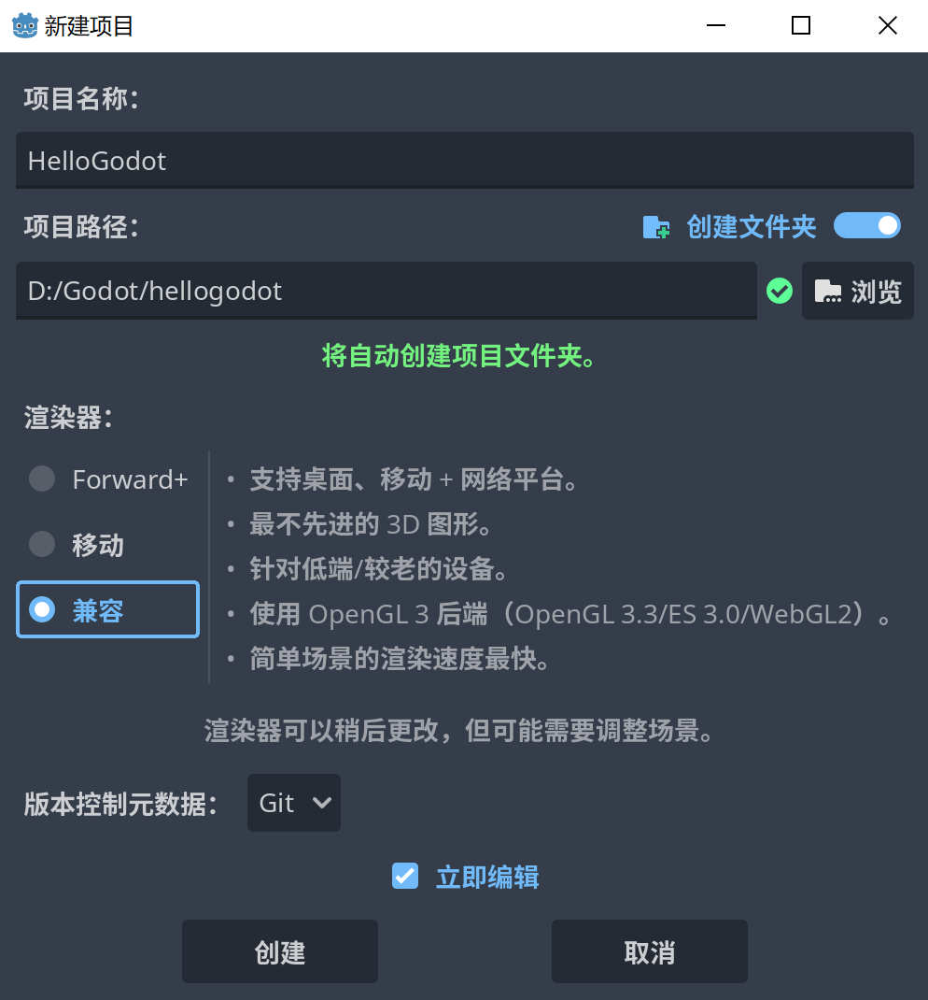 新建项目
项目名称：
HelloGodot
项目路径：
创建文件夹
D:/Godot/hellogodot
浏览
将自动创建项目文件夹。
渲染器：
Forward+
移动
兼容
• 支持桌面、移动 + 网络平台。
• 最不先进的 3D 图形。
• 针对低端/较老的设备。
• 使用 OpenGL 3 后端（OpenGL 3.3/ES 3.0/WebGL2）。
• 简单场景的渲染速度最快。
渲染器可以稍后更改，但可能需要调整场景。
版本控制元数据：
Git
立即编辑
创建
取消